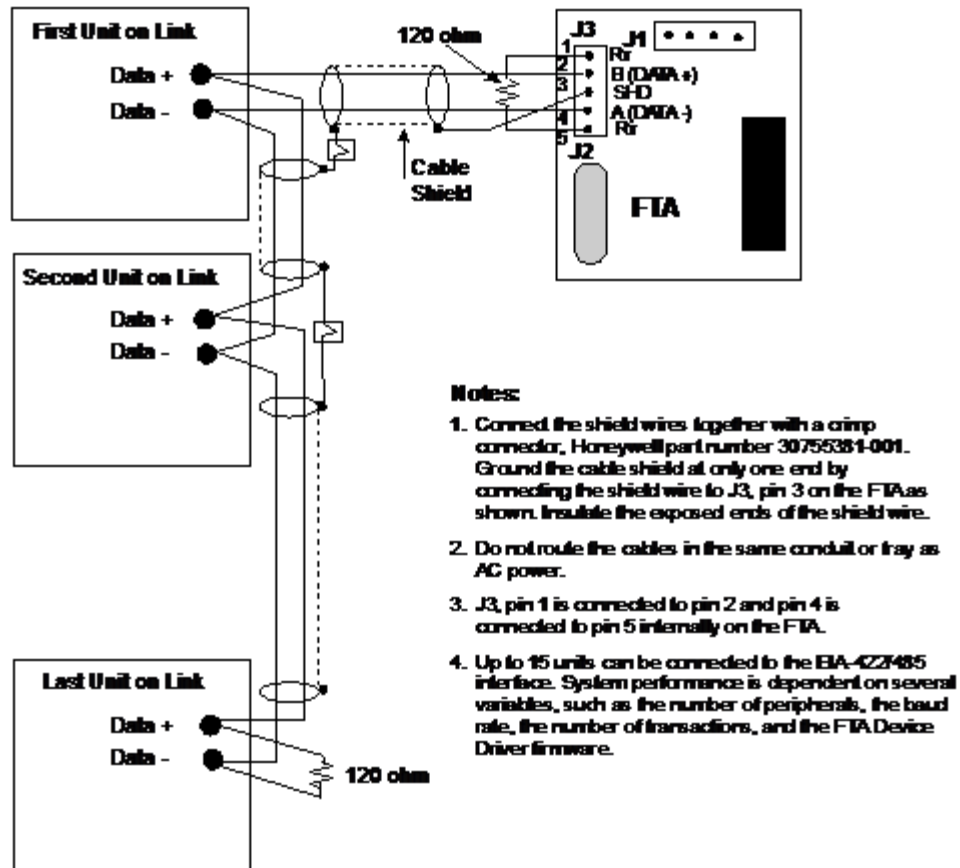 First Unit on Link
Data +
Data -
120 ohm
Cable
Shield
J3
J1
1
2
3
4
5
Rr
B (DATA +)
SHD
A (DATA -)
Rr
J2
FTA
Second Unit on Link
Data +
Data -
Last Unit on Link
Data +
Data -
120 ohm
Notes:
1. Connect the shield wires together with a crimp
connector, Honeywell part number 30755381-001.
Ground the cable shield at only one end by
connecting the shield wire to J3, pin 3 on the FTA as
shown. Insulate the exposed ends of the shield wire.
2. Do not route the cables in the same conduit or tray as
AC power.
3. J3, pin 1 is connected to pin 2 and pin 4 is
connected to pin 5 internally on the FTA.
4. Up to 15 units can be connected to the EIA-422/485
interface. System performance is dependent on several
variables, such as the number of peripherals, the baud
rate, the number of transactions, and the FTA Device
Driver firmware.